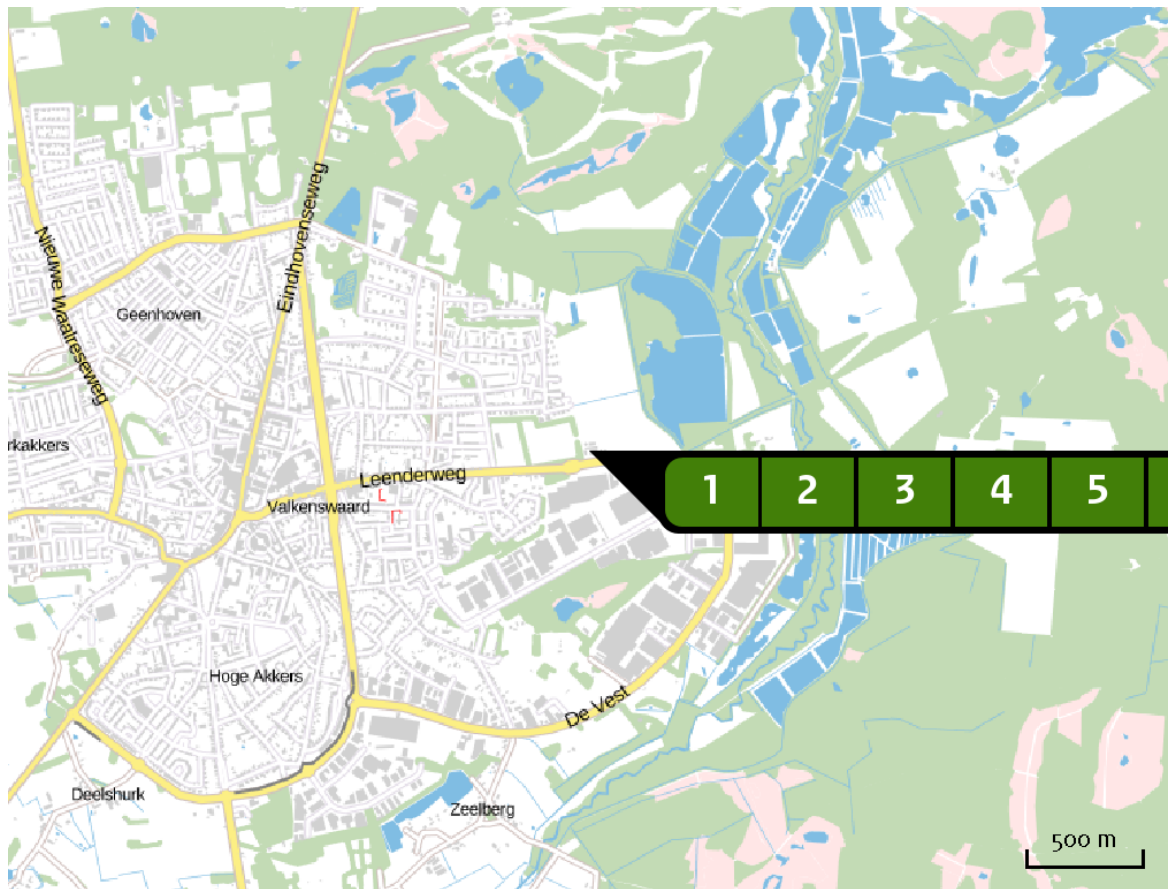 Eindhovenseweg
Nieuwe Waalreseweg
Geenhoven
rkakkers
Leenderweg
Valkenswaard
1 2 3 4 5
Hoge Akkers
De Vest
Deelshurk
Zeelberg
500 m